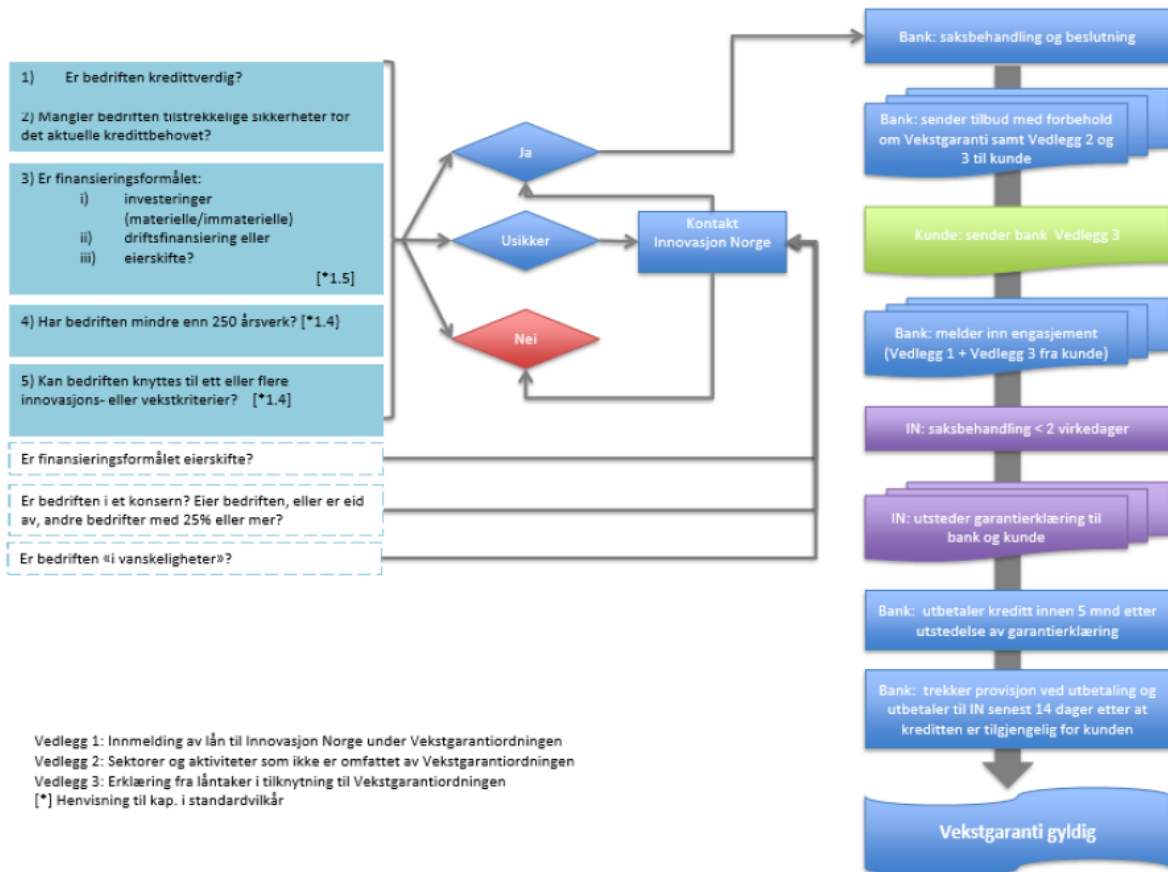 1) Er bedriften kredittverdig?
2) Mangler bedriften tilstrekkelige sikkerheter for
det aktuelle kredittbehovet?
3) Er finansieringsformålet:
i) investeringer
(materielle/immaterielle)
ii) driftsfinansiering eller
iii) eierskifte?
[*1.5]
4) Har bedriften mindre enn 250 årsverk? [*1.4}
5) Kan bedriften knyttes til ett eller flere
innovasjons- eller vekstkriterier? [*1.4]
Er finansieringsformålet eierskifte?
Er bedriften i et konsern? Eier bedriften, eller er eid
av, andre bedrifter med 25% eller mer?
Er bedriften «i vanskeligheter»?
Ja
Usikker
Nei
Kontakt
Innovasjon Norge
Bank: saksbehandling og beslutning
Bank: sender tilbud med forbehold
om Vekstgaranti samt Vedlegg 2 og
3 til kunde
Kunde: sender bank Vedlegg 3
Bank: melder inn engasjement
(Vedlegg 1 + Vedlegg 3 fra kunde)
IN: saksbehandling < 2 virkedager
IN: utsteder garantierklæring til
bank og kunde
Bank: utbetaler kreditt innen 5 mnd etter
utstedelse av garantierklæring
Bank: trekker provisjon ved utbetaling og
utbetaler til IN senest 14 dager etter at
kreditten er tilgjengelig for kunden
Vekstgaranti gyldig
Vedlegg 1: Innmelding av lån til Innovasjon Norge under Vekstgarantiordningen
Vedlegg 2: Sektorer og aktiviteter som ikke er omfattet av Vekstgarantiordningen
Vedlegg 3: Erklæring fra låntaker i tilknytning til Vekstgarantiordningen
[*] Henvisning til kap. i standardvilkår